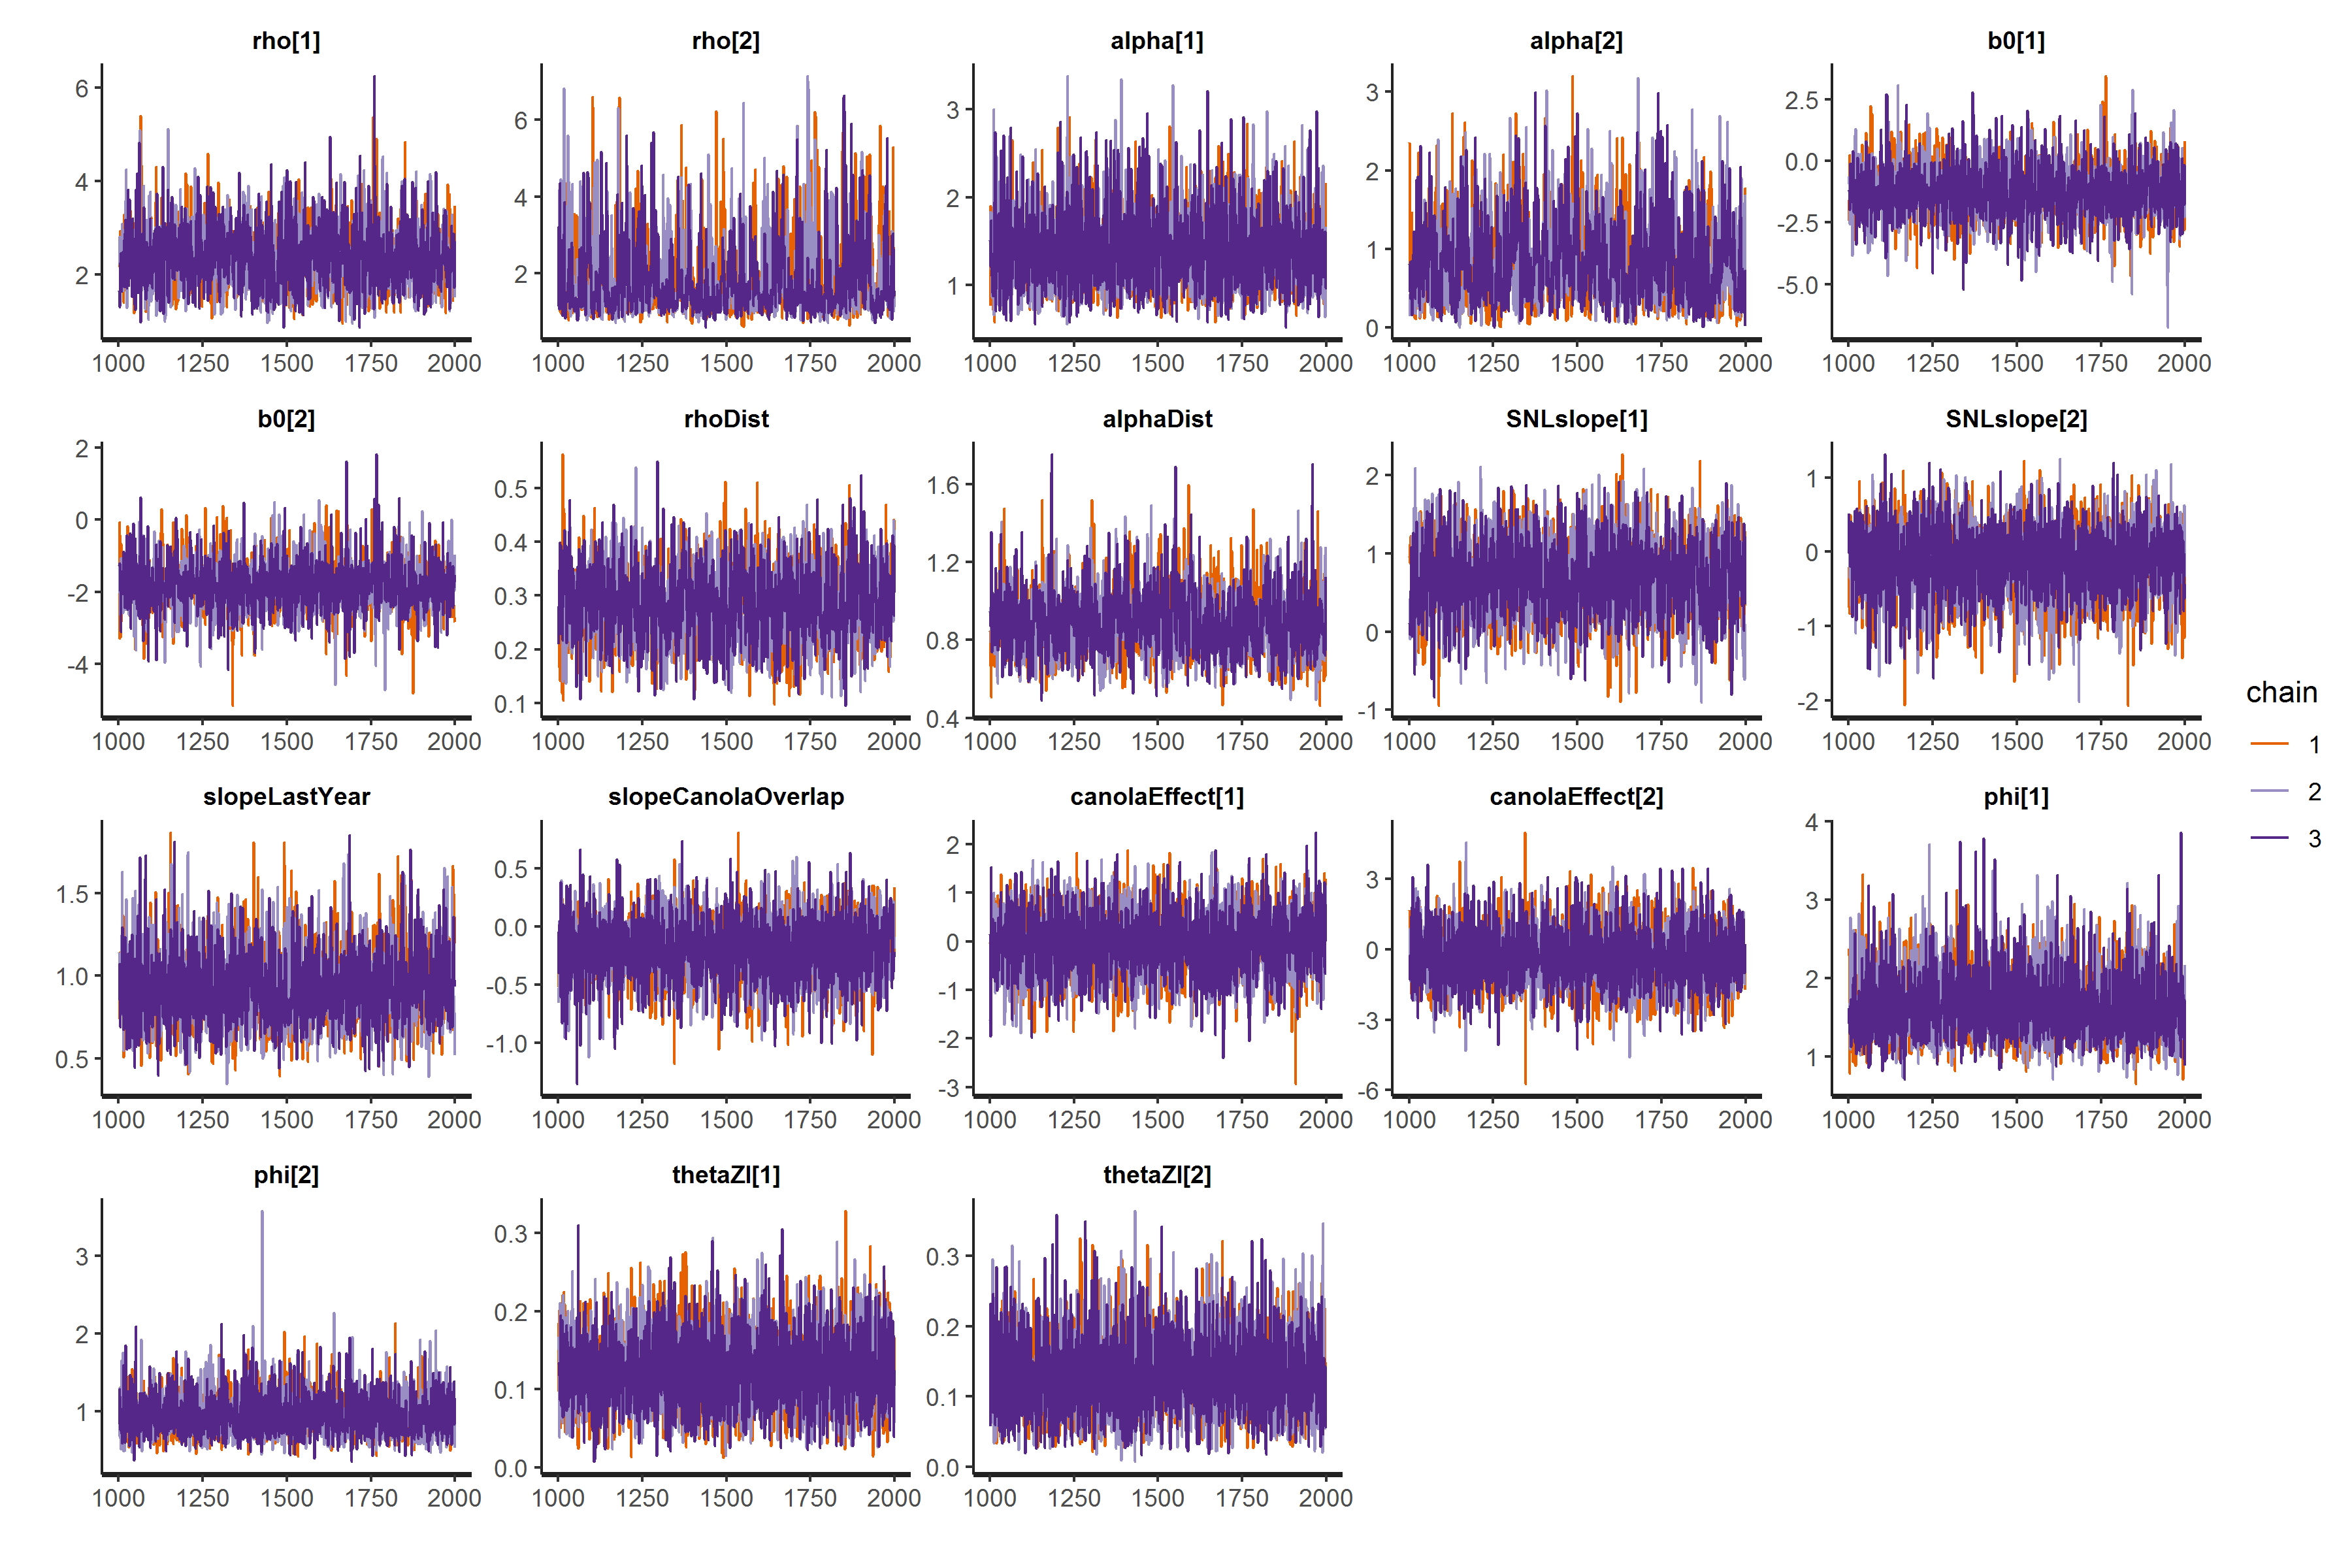 rho[1] rho[2] alpha[1] alpha[2] b0[1]
6 4 2
6 4 2
3 2 1
3 2 1 0
2.5 0.0 -2.5 -5.0
1000 1250 1500 1750 2000 1000 1250 1500 1750 2000 1000 1250 1500 1750 2000 1000 1250 1500 1750 2000 1000 1250 1500 1750 2000
b0[2] rhoDist alphaDist SNLslope[1] SNLslope[2]
2 0 -2 -4
0.5 0.4 0.3 0.2 0.1
1.6 1.2 0.8 0.4
2 1 0 -1
1 0 -1 -2
1000 1250 1500 1750 2000 1000 1250 1500 1750 2000 1000 1250 1500 1750 2000 1000 1250 1500 1750 2000 1000 1250 1500 1750 2000
slopeLastYear slopeCanolaOverlap canolaEffect[1] canolaEffect[2] phi[1]
1.5 1.0 0.5
0.5 0.0 -0.5 -1.0
2 1 0 -1 -2 -3
3 0 -3 -6
4 3 2 1
1000 1250 1500 1750 2000 1000 1250 1500 1750 2000 1000 1250 1500 1750 2000 1000 1250 1500 1750 2000 1000 1250 1500 1750 2000
phi[2] thetaZI[1] thetaZI[2]
3 2 1
0.3 0.2 0.1 0.0
0.3 0.2 0.1 0.0
1000 1250 1500 1750 2000 1000 1250 1500 1750 2000 1000 1250 1500 1750 2000
chain
1
2
3